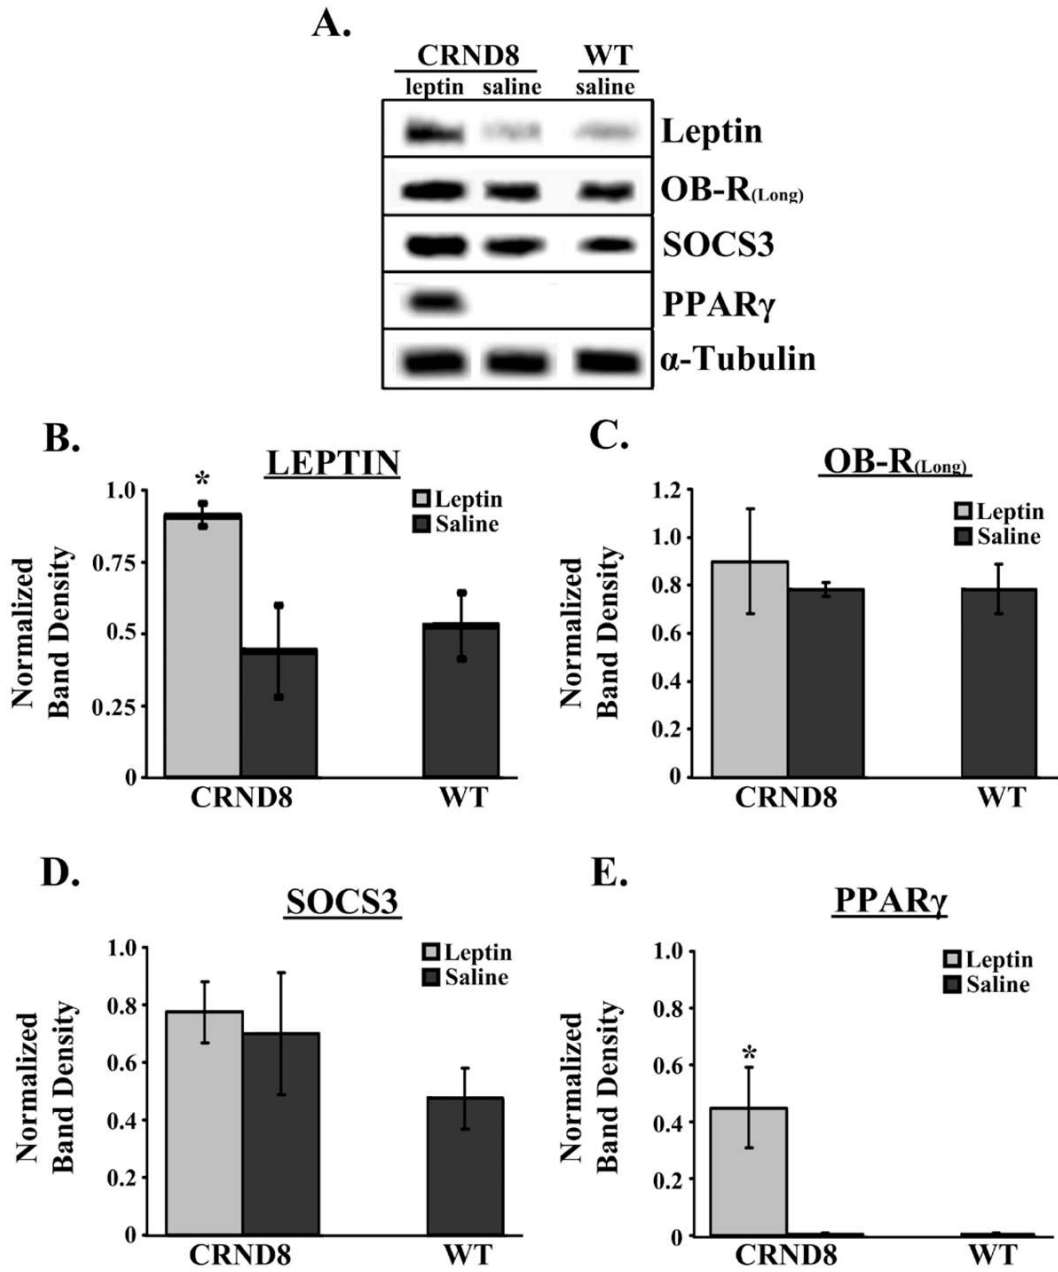 A.
CRND8 WT
leptin saline saline
Leptin
OB-R(Long)
SOCS3
PPARγ
α-Tubulin
B.
LEPTIN
*
Leptin
Saline
Normalized
Band Density
1.0
0.75
0.5
0.25
0
CRND8 WT
C.
OB-R(Long)
Leptin
Saline
Normalized
Band Density
1.2
1.0
0.8
0.6
0.4
0.2
0
CRND8 WT
D.
SOCS3
Leptin
Saline
Normalized
Band Density
1.0
0.8
0.6
0.4
0.2
0
CRND8 WT
E.
PPARγ
Leptin
Saline
*
Normalized
Band Density
1.0
0.8
0.6
0.4
0.2
0
CRND8 WT